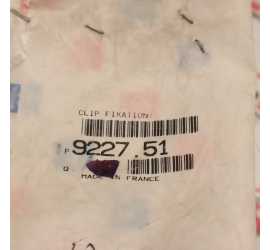 CLIP FIXATION
P 9227.51
Q
MADE IN FRANCE